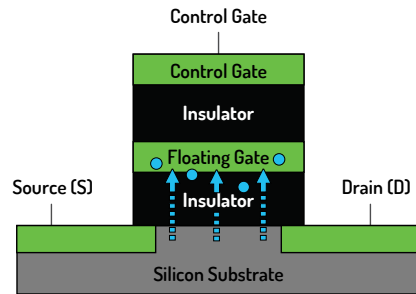 Control Gate
Control Gate
Insulator
Floating Gate
Source (S)
Drain (D)
Insulator
Silicon Substrate